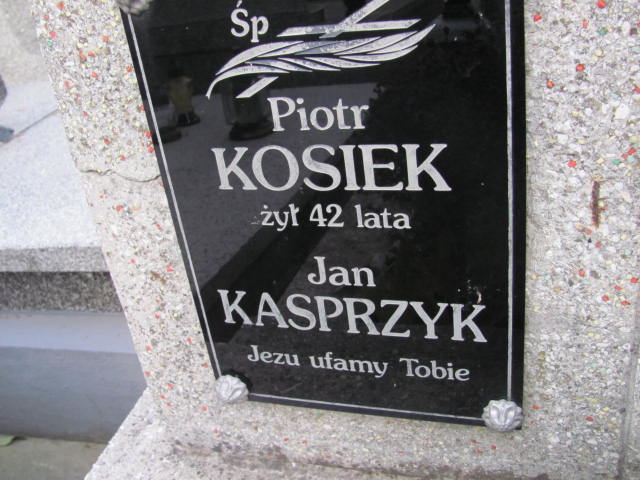 Śp
Piotr
KOSIEK
żył 42 lata
Jan
KASPRZYK
Jezu ufamy Tobie